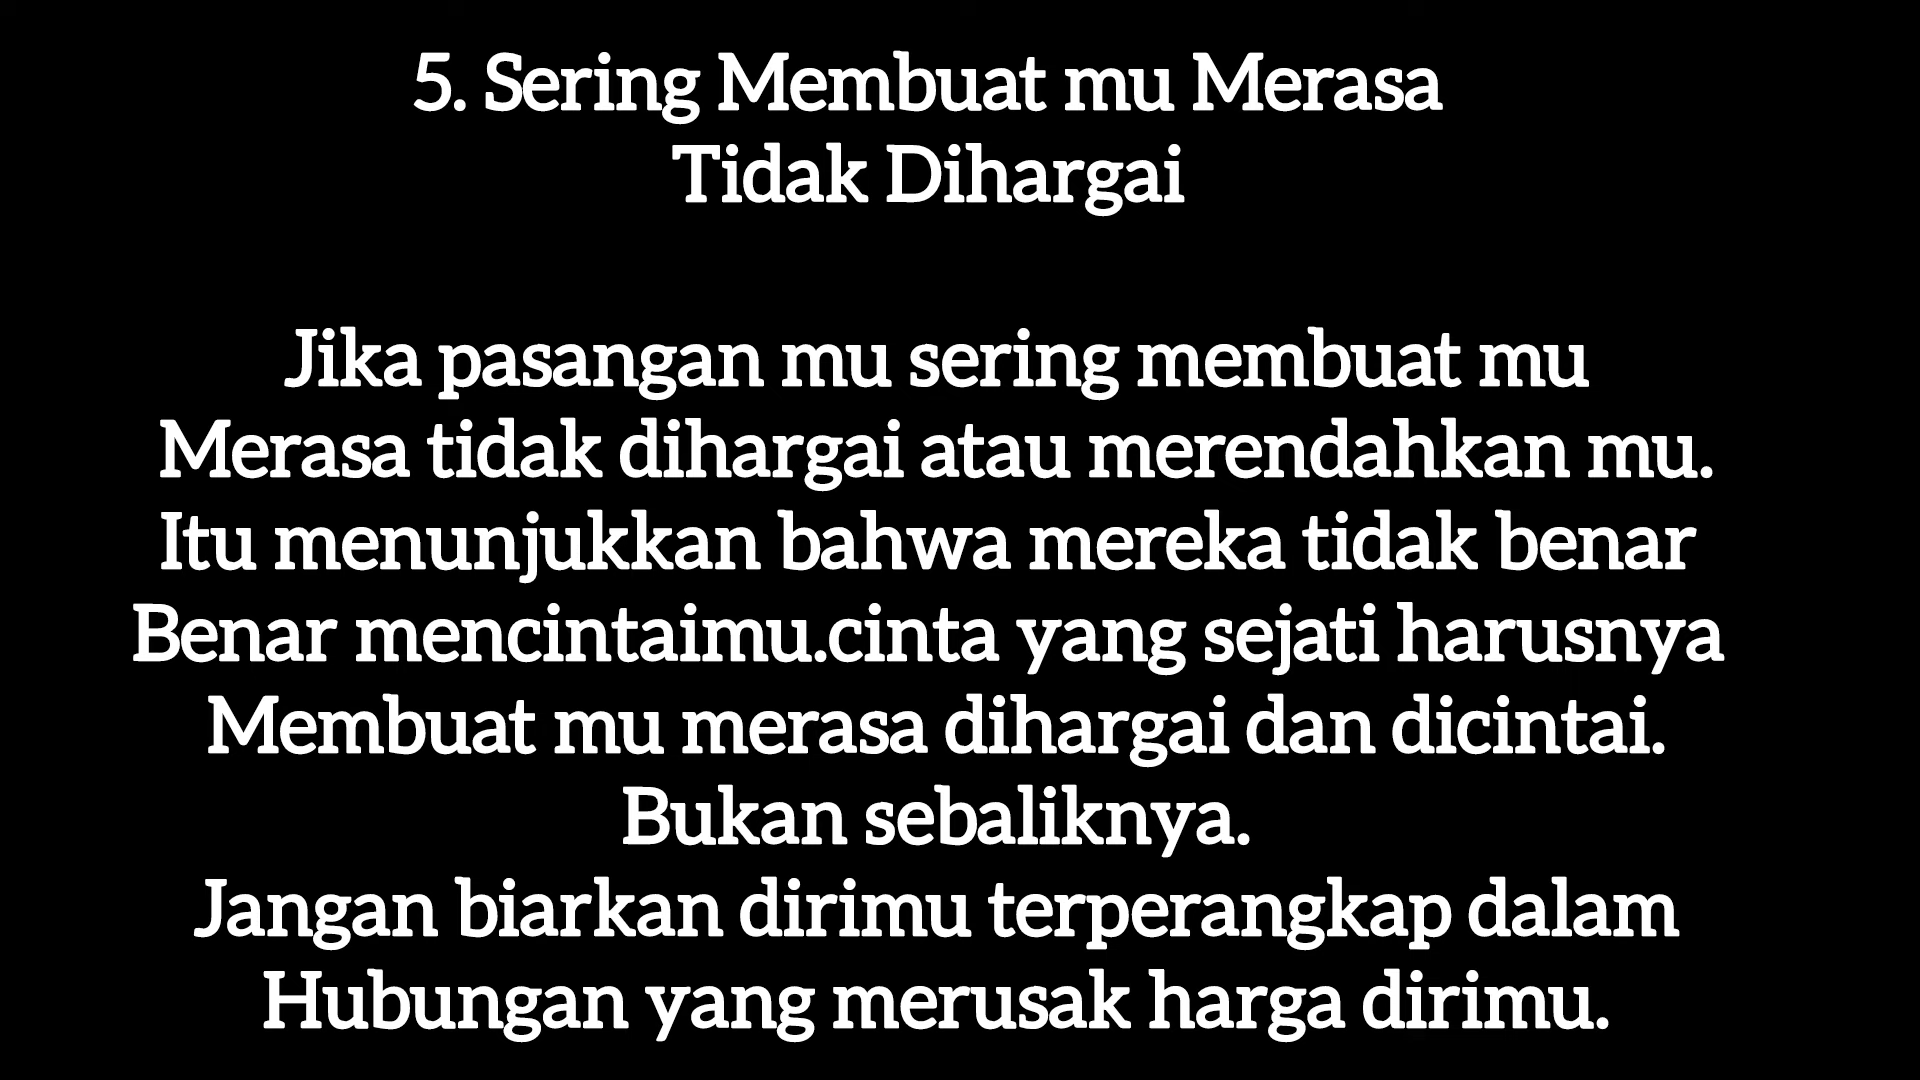 5. Sering Membuat mu Merasa
Tidak Dihargai
Jika pasangan mu sering membuat mu
Merasa tidak dihargai atau merendahkan mu.
Itu menunjukkan bahwa mereka tidak benar
Benar mencintaimu.cinta yang sejati harusnya
Membuat mu merasa dihargai dan dicintai.
Bukan sebaliknya.
Jangan biarkan dirimu terperangkap dalam
Hubungan yang merusak harga dirimu.